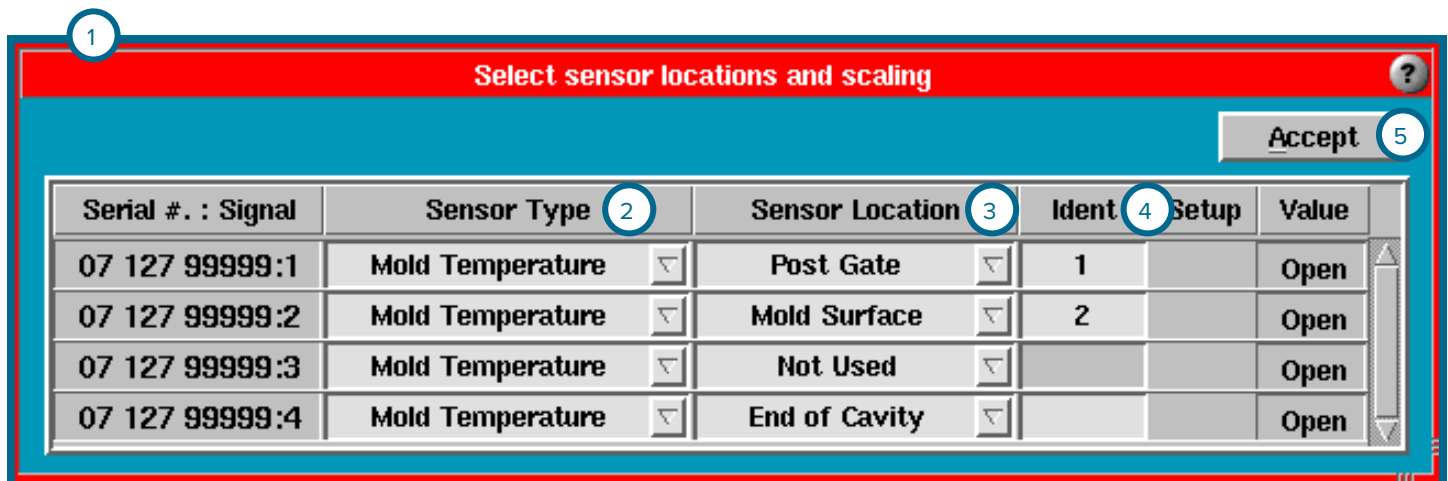 1
Select sensor locations and scaling ?
Accept 5
Serial #. : Signal Sensor Type 2 Sensor Location 3 Ident 4 Setup Value
07 127 99999:1 Mold Temperature Post Gate 1 Open
07 127 99999:2 Mold Temperature Mold Surface 2 Open
07 127 99999:3 Mold Temperature Not Used Open
07 127 99999:4 Mold Temperature End of Cavity Open